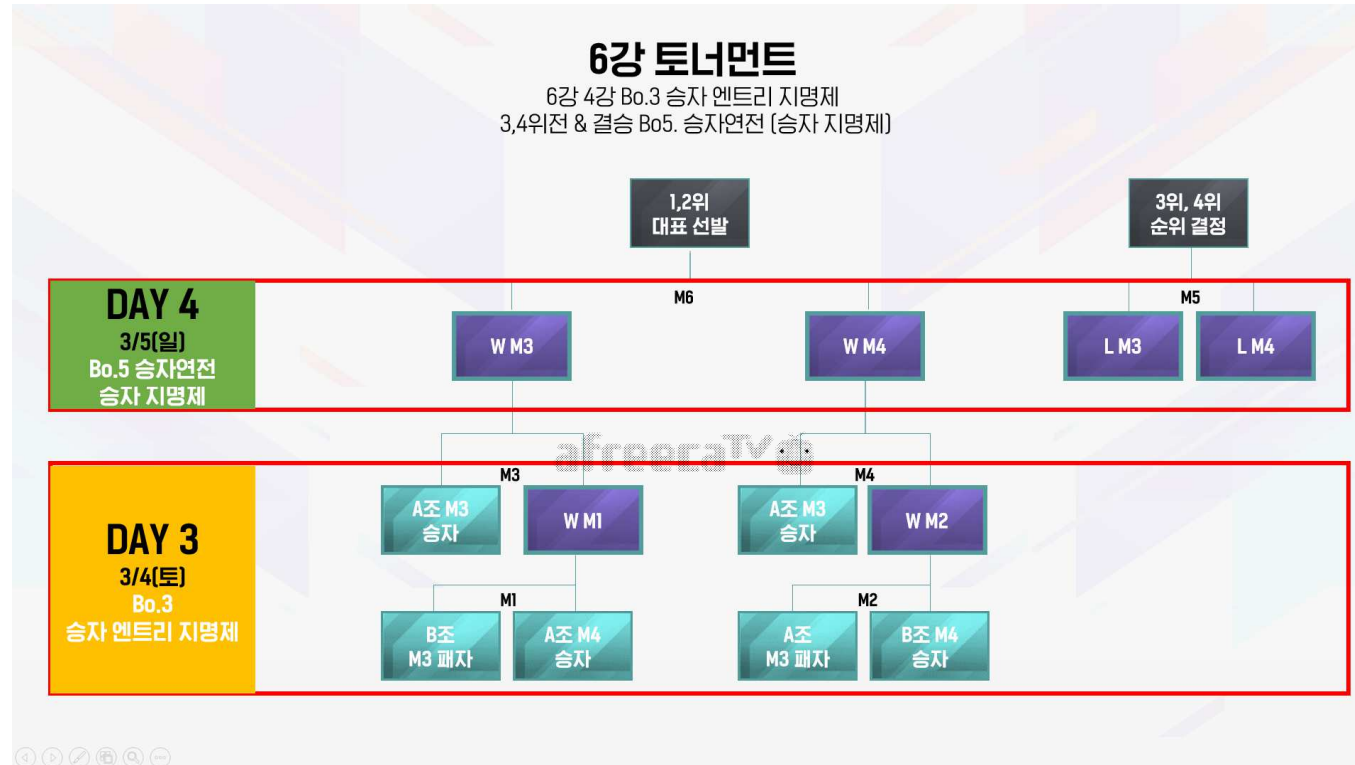 6강 토너먼트
6강 4강 Bo.3 승자 엔트리 지명제
3,4위전 & 결승 Bo5. 승자연전 (승자 지명제)
1,2위
대표 선발
3위, 4위
순위 결정
DAY 4
3/5(일)
Bo.5 승자연전
승자 지명제
M6
M5
W M3
W M4
L M3
L M4
afreecaTV
DAY 3
3/4(토)
Bo.3
승자 엔트리 지명제
M3
M4
A조 M3
승자
W M1
A조 M3
승자
W M2
M1
M2
B조
M3 패자
A조 M4
승자
A조
M3 패자
B조 M4
승자